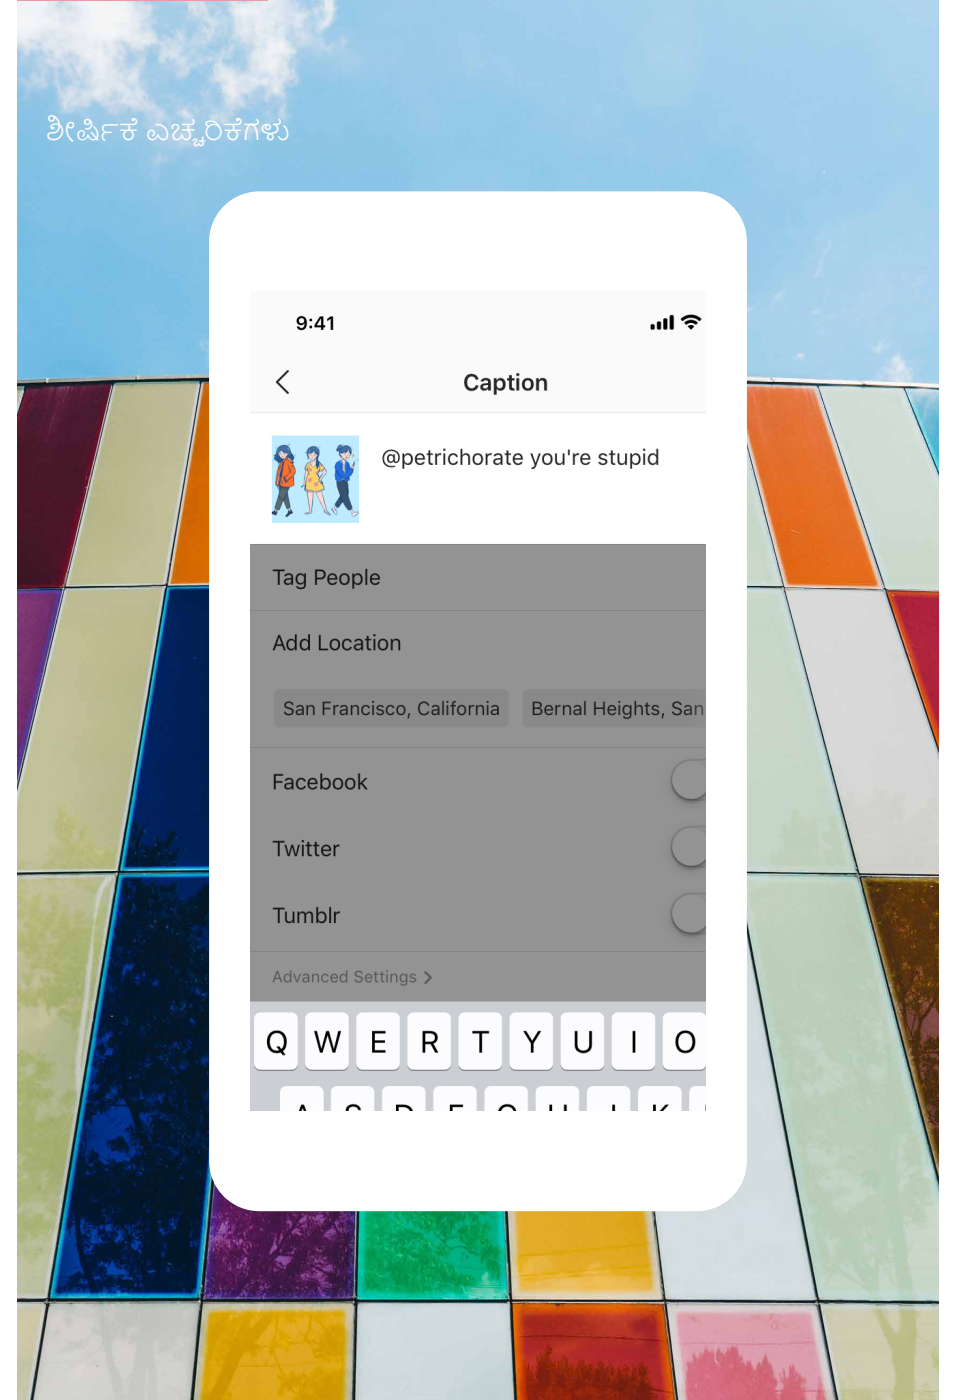 ಶೀರ್ಷಿಕೆ ಎಚ್ಚರಿಕೆಗಳು
9:41
Caption
@petrichorate you're stupid
Tag People
Add Location
San Francisco, California
Bernal Heights, San
Facebook
Twitter
Tumblr
Advanced Settings
Q W E R T Y U I O
A S D F G H J K